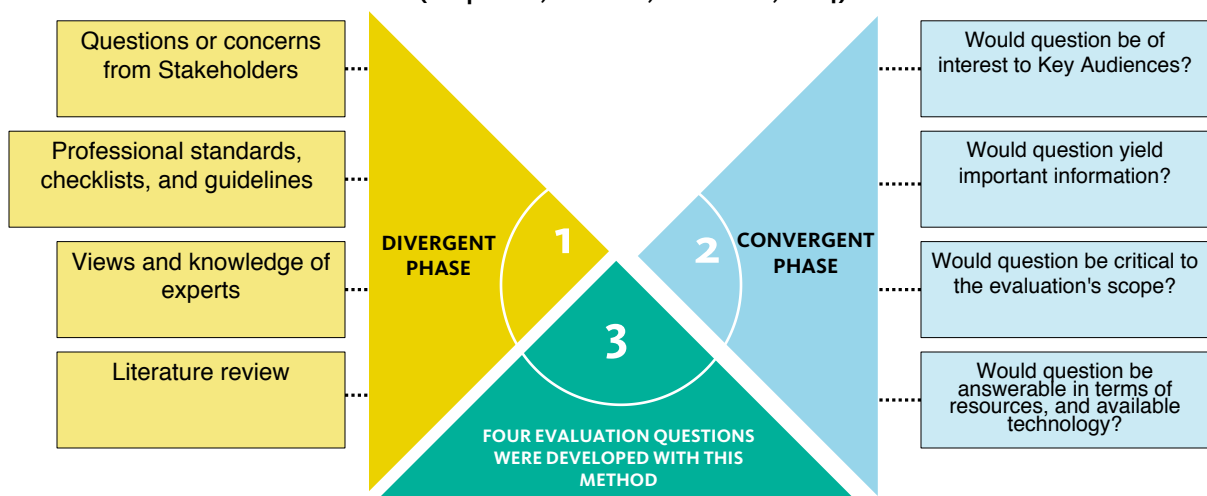 Questions or concerns
from Stakeholders
Professional standards,
checklists, and guidelines
Views and knowledge of
experts
Literature review
DIVERGENT
PHASE
1
2
CONVERGENT
PHASE
3
FOUR EVALUATION QUESTIONS
WERE DEVELOPED WITH THIS
METHOD
Would question be of
interest to Key Audiences?
Would question yield
important information?
Would question be critical to
the evaluation's scope?
Would question be
answerable in terms of
resources, and available
technology?